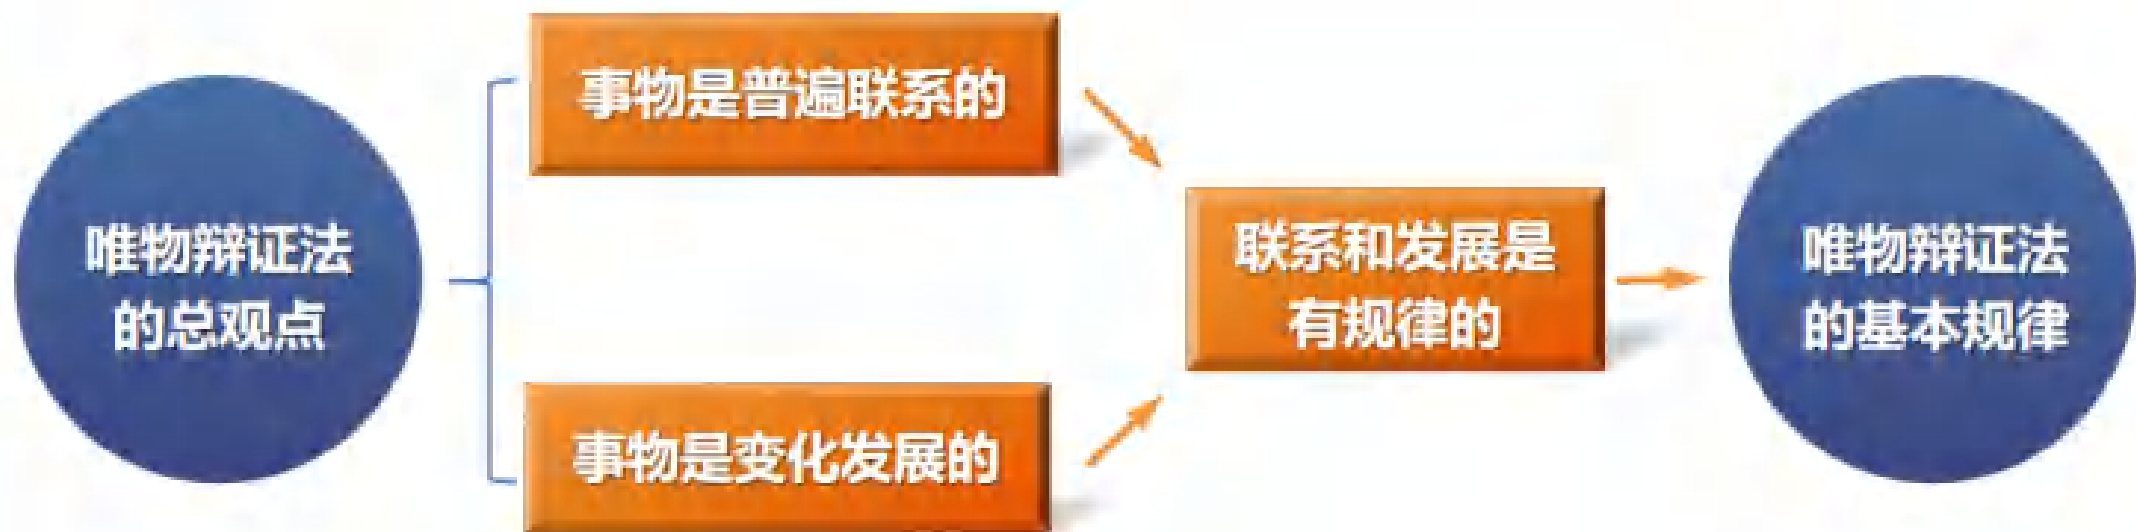 事物是普遍联系的
唯物辩证法
的总观点
联系和发展是
有规律的
唯物辩证法
的基本规律
事物是变化发展的